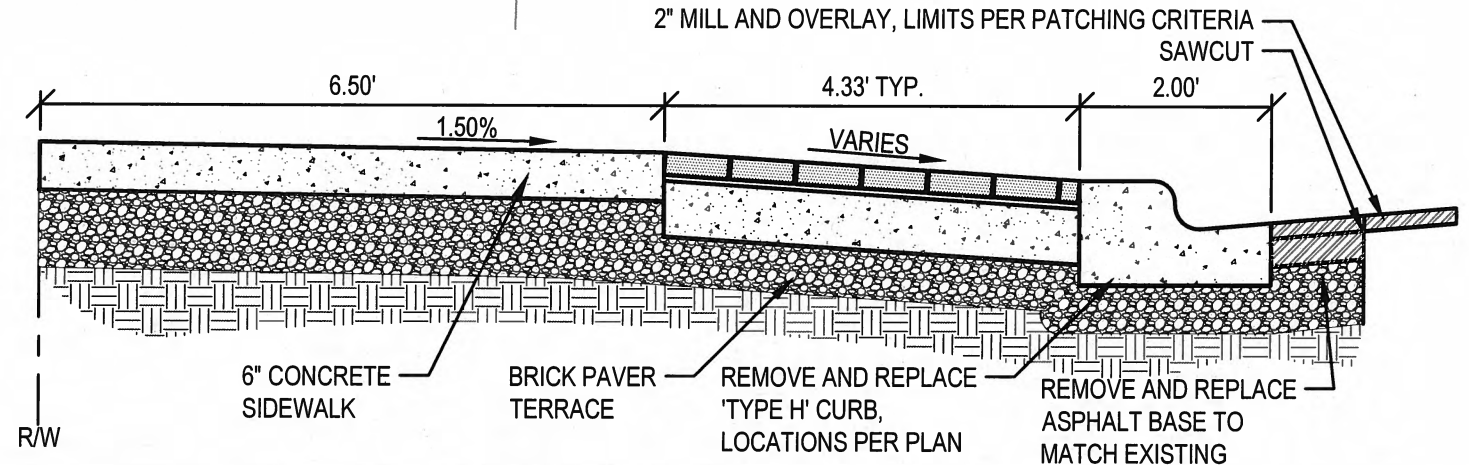 2" MILL AND OVERLAY, LIMITS PER PATCHING CRITERIA
SAWCUT
6.50'
4.33' TYP.
2.00'
1.50%
VARIES
6" CONCRETE
SIDEWALK
BRICK PAVER
TERRACE
REMOVE AND REPLACE
'TYPE H' CURB,
LOCATIONS PER PLAN
REMOVE AND REPLACE
ASPHALT BASE TO
MATCH EXISTING
R/W